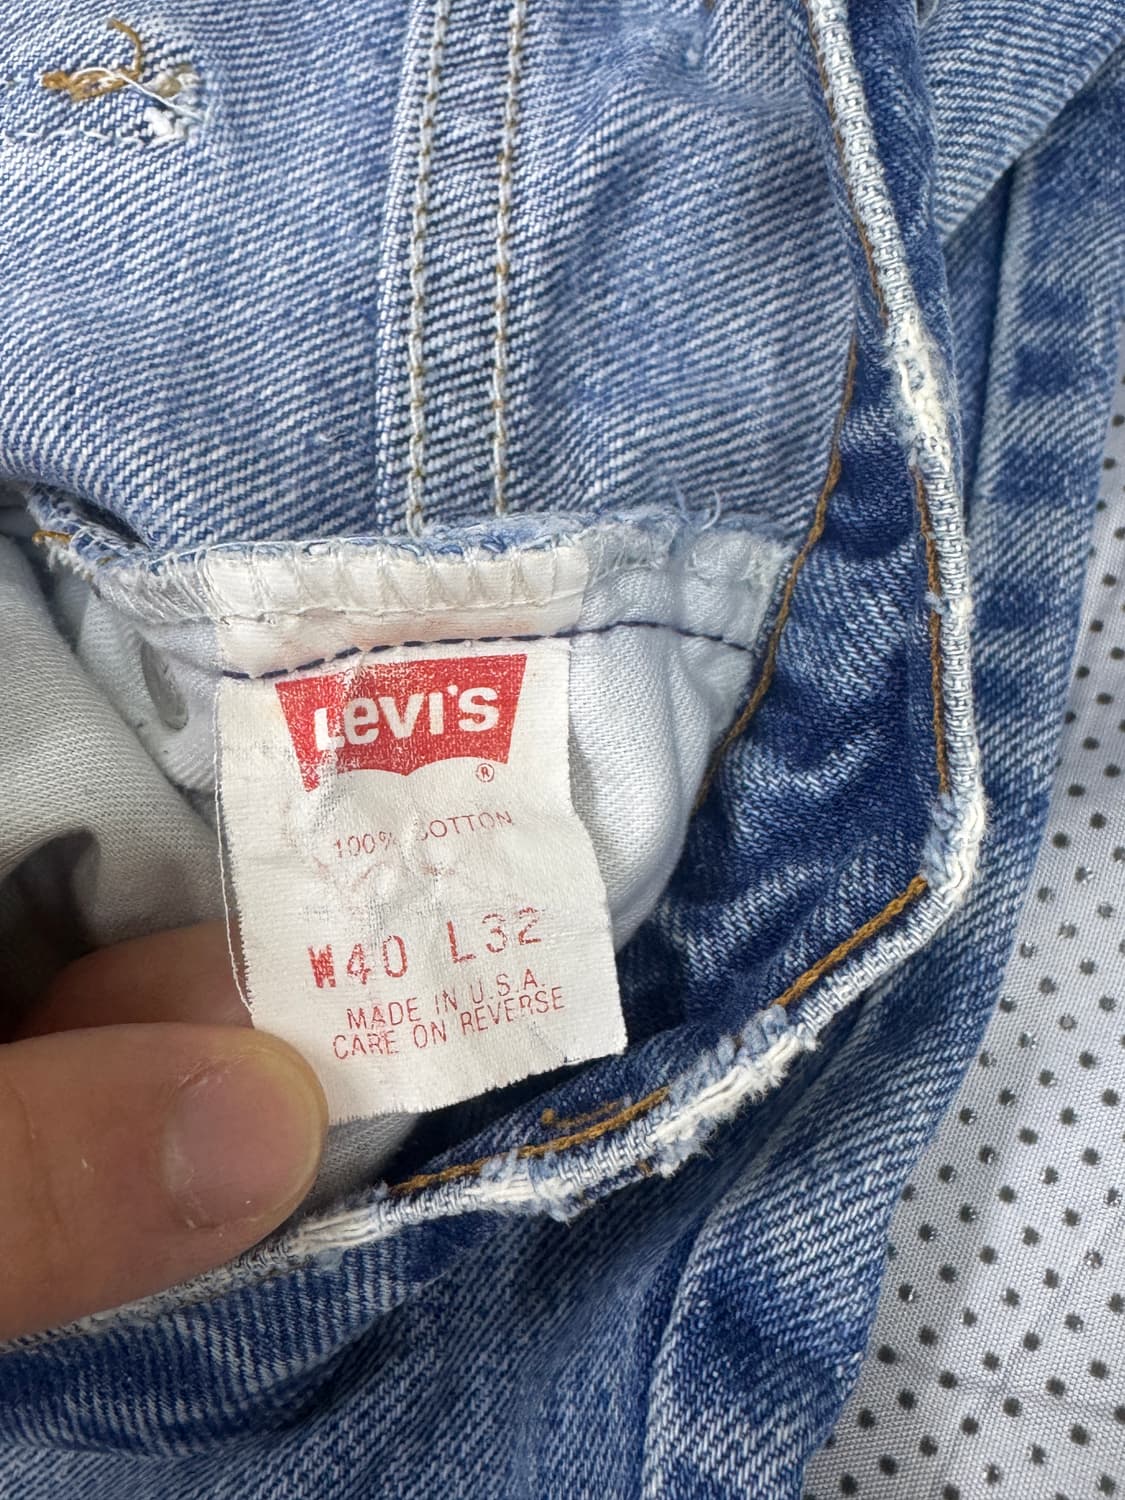 Levi's
®
100% COTTON
W40 L32
MADE IN U.S.A.
CARE ON REVERSE